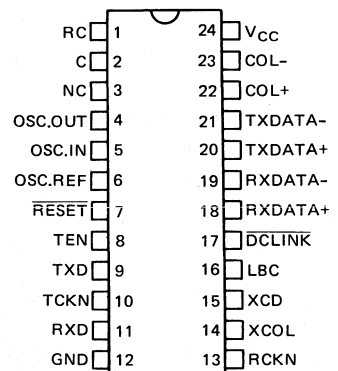 RC 1 24 VCC
C 2 23 COL-
NC 3 22 COL+
OSC.OUT 4 21 TXDATA-
OSC.IN 5 20 TXDATA+
OSC.REF 6 19 RXDATA-
RESET 7 18 RXDATA+
TEN 8 17 DCLINK
TXD 9 16 LBC
TCKN 10 15 XCD
RXD 11 14 XCOL
GND 12 13 RCKN